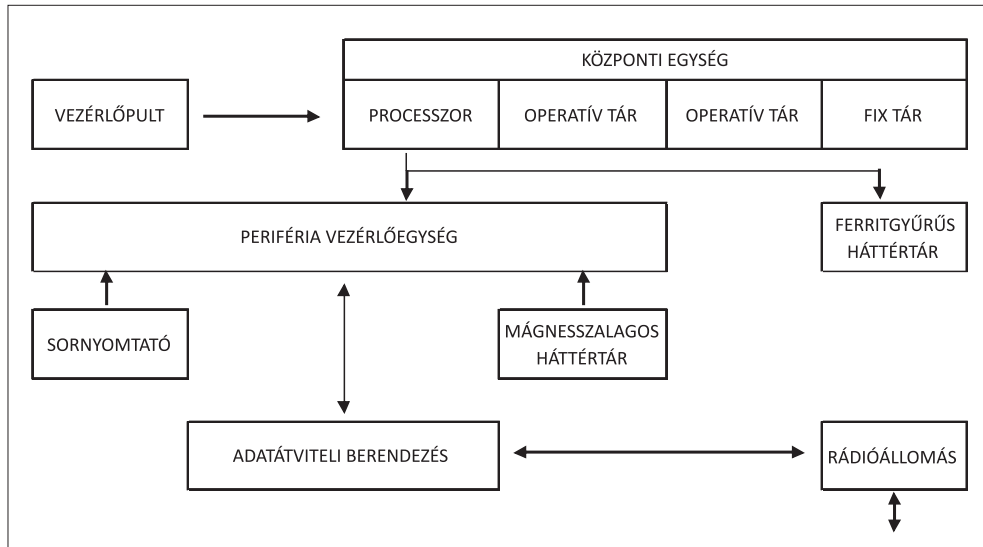 KÖZPONTI EGYSÉG
VEZÉRLŐPULT
PROCESSZOR
OPERATÍV TÁR
OPERATÍV TÁR
FIX TÁR
PERIFÉRIA VEZÉRLŐEGYSÉG
FERRITGYŰRŰS
HÁTTÉRTÁR
SORNYOMTATÓ
MÁGNESSZALAGOS
HÁTTÉRTÁR
ADATÁTVITELI BERENDEZÉS
RÁDIÓÁLLOMÁS